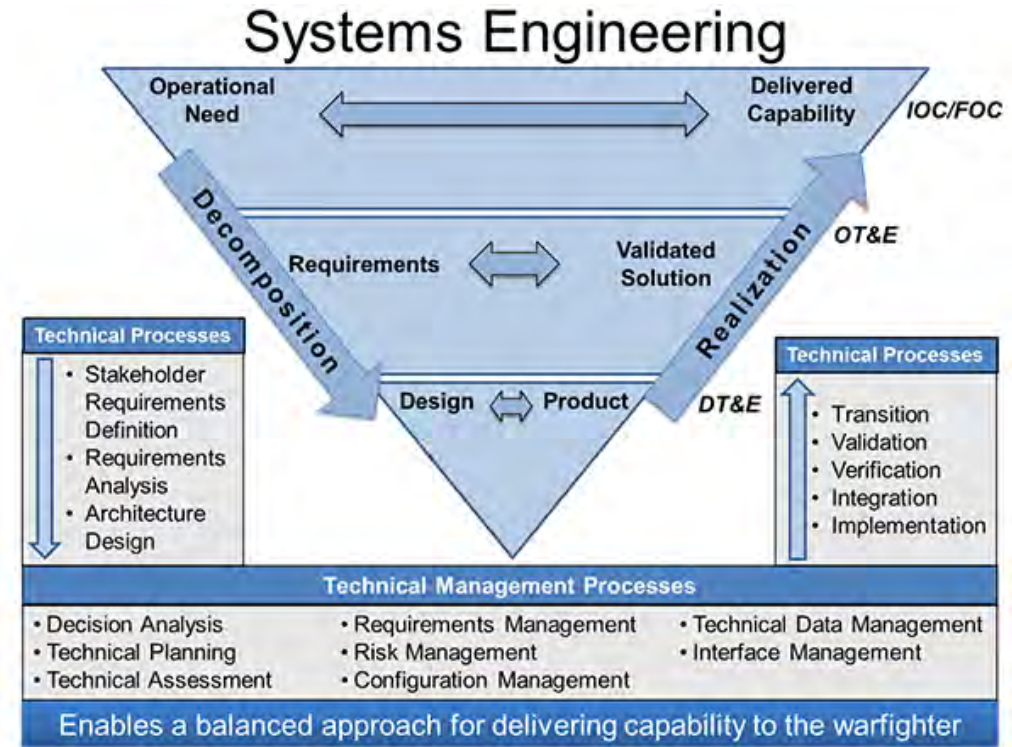 Systems Engineering
Operational
Need
Delivered
Capability
IOC/FOC
Decomposition
Realization
OT&E
Requirements
Validated
Solution
Design
Product
DT&E
Technical Processes
• Stakeholder
Requirements
Definition
• Requirements
Analysis
• Architecture
Design
Technical Processes
• Transition
• Validation
• Verification
• Integration
• Implementation
Technical Management Processes
• Decision Analysis
• Technical Planning
• Technical Assessment
• Requirements Management
• Risk Management
• Configuration Management
• Technical Data Management
• Interface Management
Enables a balanced approach for delivering capability to the warfighter